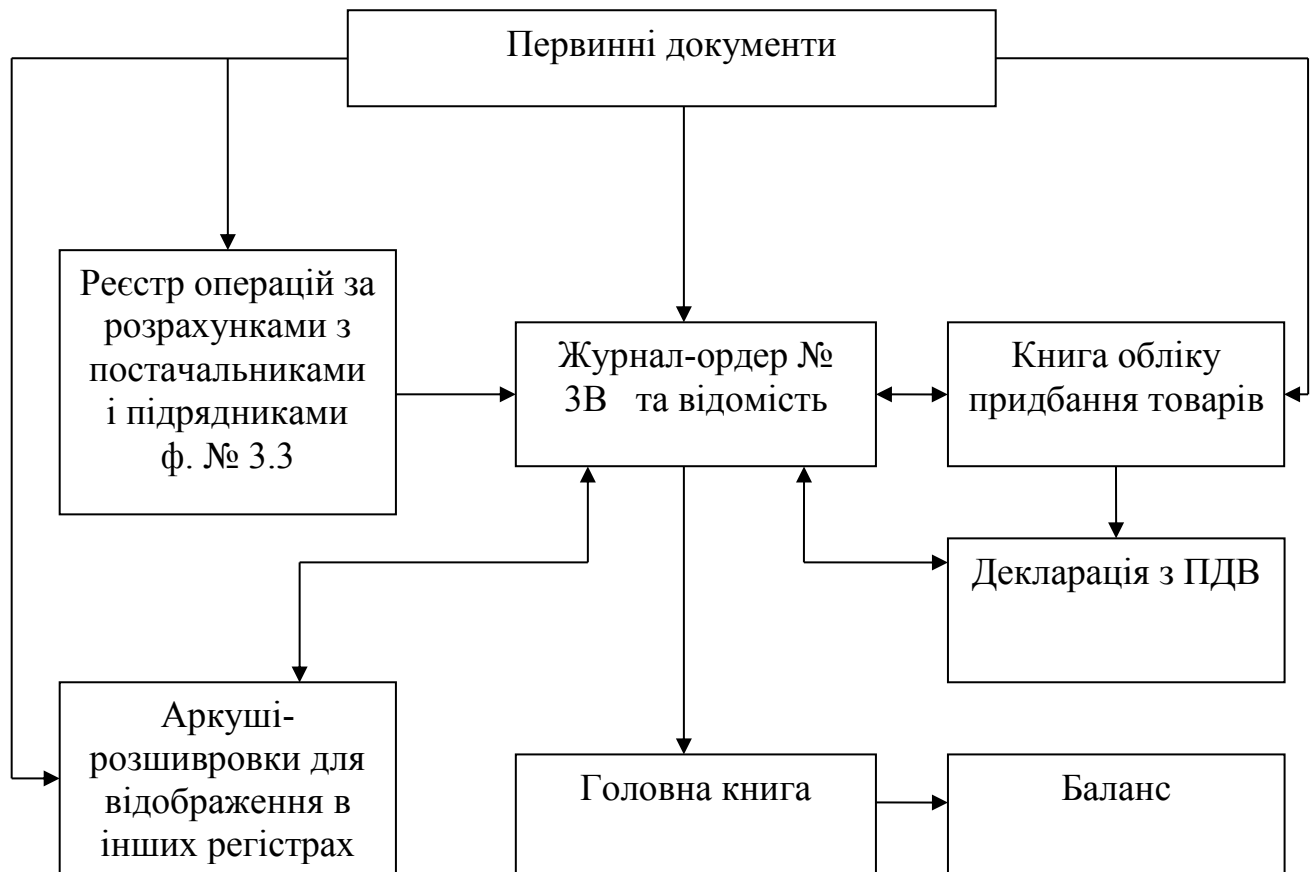 Первинні документи
Реєстр операцій за
розрахунками з
постачальниками
і підрядниками
ф. № 3.3
Журнал-ордер №
3В та відомість
Книга обліку
придбання товарів
Декларація з ПДВ
Аркуші-
розшивровки для
відображення в
інших регістрах
Головна книга
Баланс